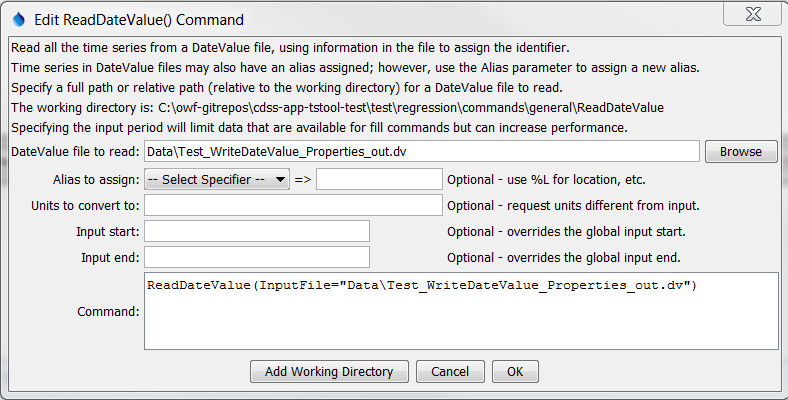 Edit ReadDateValue() Command
Read all the time series from a DateValue file, using information in the file to assign the identifier.
Time series in DateValue files may also have an alias assigned; however, use the Alias parameter to assign a new alias.
Specify a full path or relative path (relative to the working directory) for a DateValue file to read.
The working directory is: C:\owf-gitrepos\cdss-app-tstool-test\test\regression\commands\general\ReadDateValue
Specifying the input period will limit data that are available for fill commands but can increase performance.
DateValue file to read: Data\Test_WriteDateValue_Properties_out.dv Browse
Alias to assign: -- Select Specifier -- => Optional - use %L for location, etc.
Units to convert to: Optional - request units different from input.
Input start: Optional - overrides the global input start.
Input end: Optional - overrides the global input end.
ReadDateValue(InputFile="Data\Test_WriteDateValue_Properties_out.dv")
Command:
Add Working Directory Cancel OK